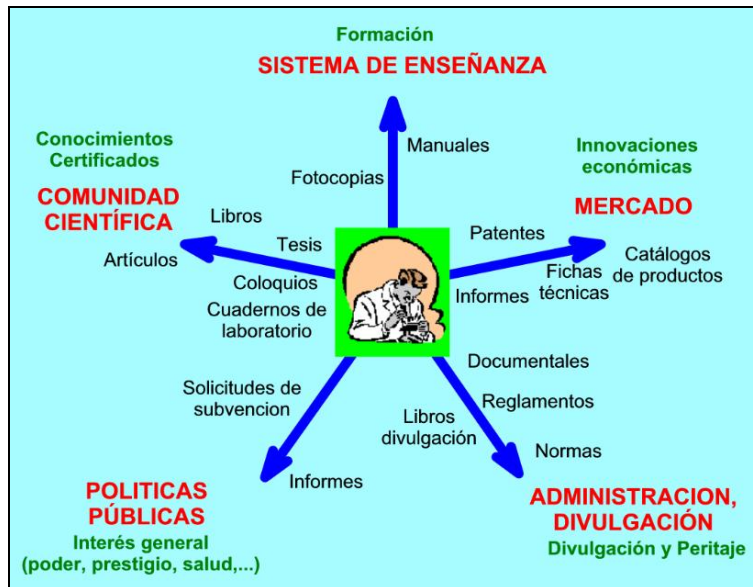 Formación
SISTEMA DE ENSEÑANZA
Manuales
Fotocopias
Conocimientos
Certificados
COMUNIDAD
CIENTÍFICA
Libros
Artículos
Tesis
Coloquios
Cuadernos de
laboratorio
Innovaciones
económicas
MERCADO
Patentes
Informes
Fichas
técnicas
Catálogos
de productos
Solicitudes de
subvencion
Informes
POLITICAS
PÚBLICAS
Interés general
(poder, prestigio, salud,...)
Documentales
Reglamentos
Libros
divulgación
Normas
ADMINISTRACION,
DIVULGACIÓN
Divulgación y Peritaje